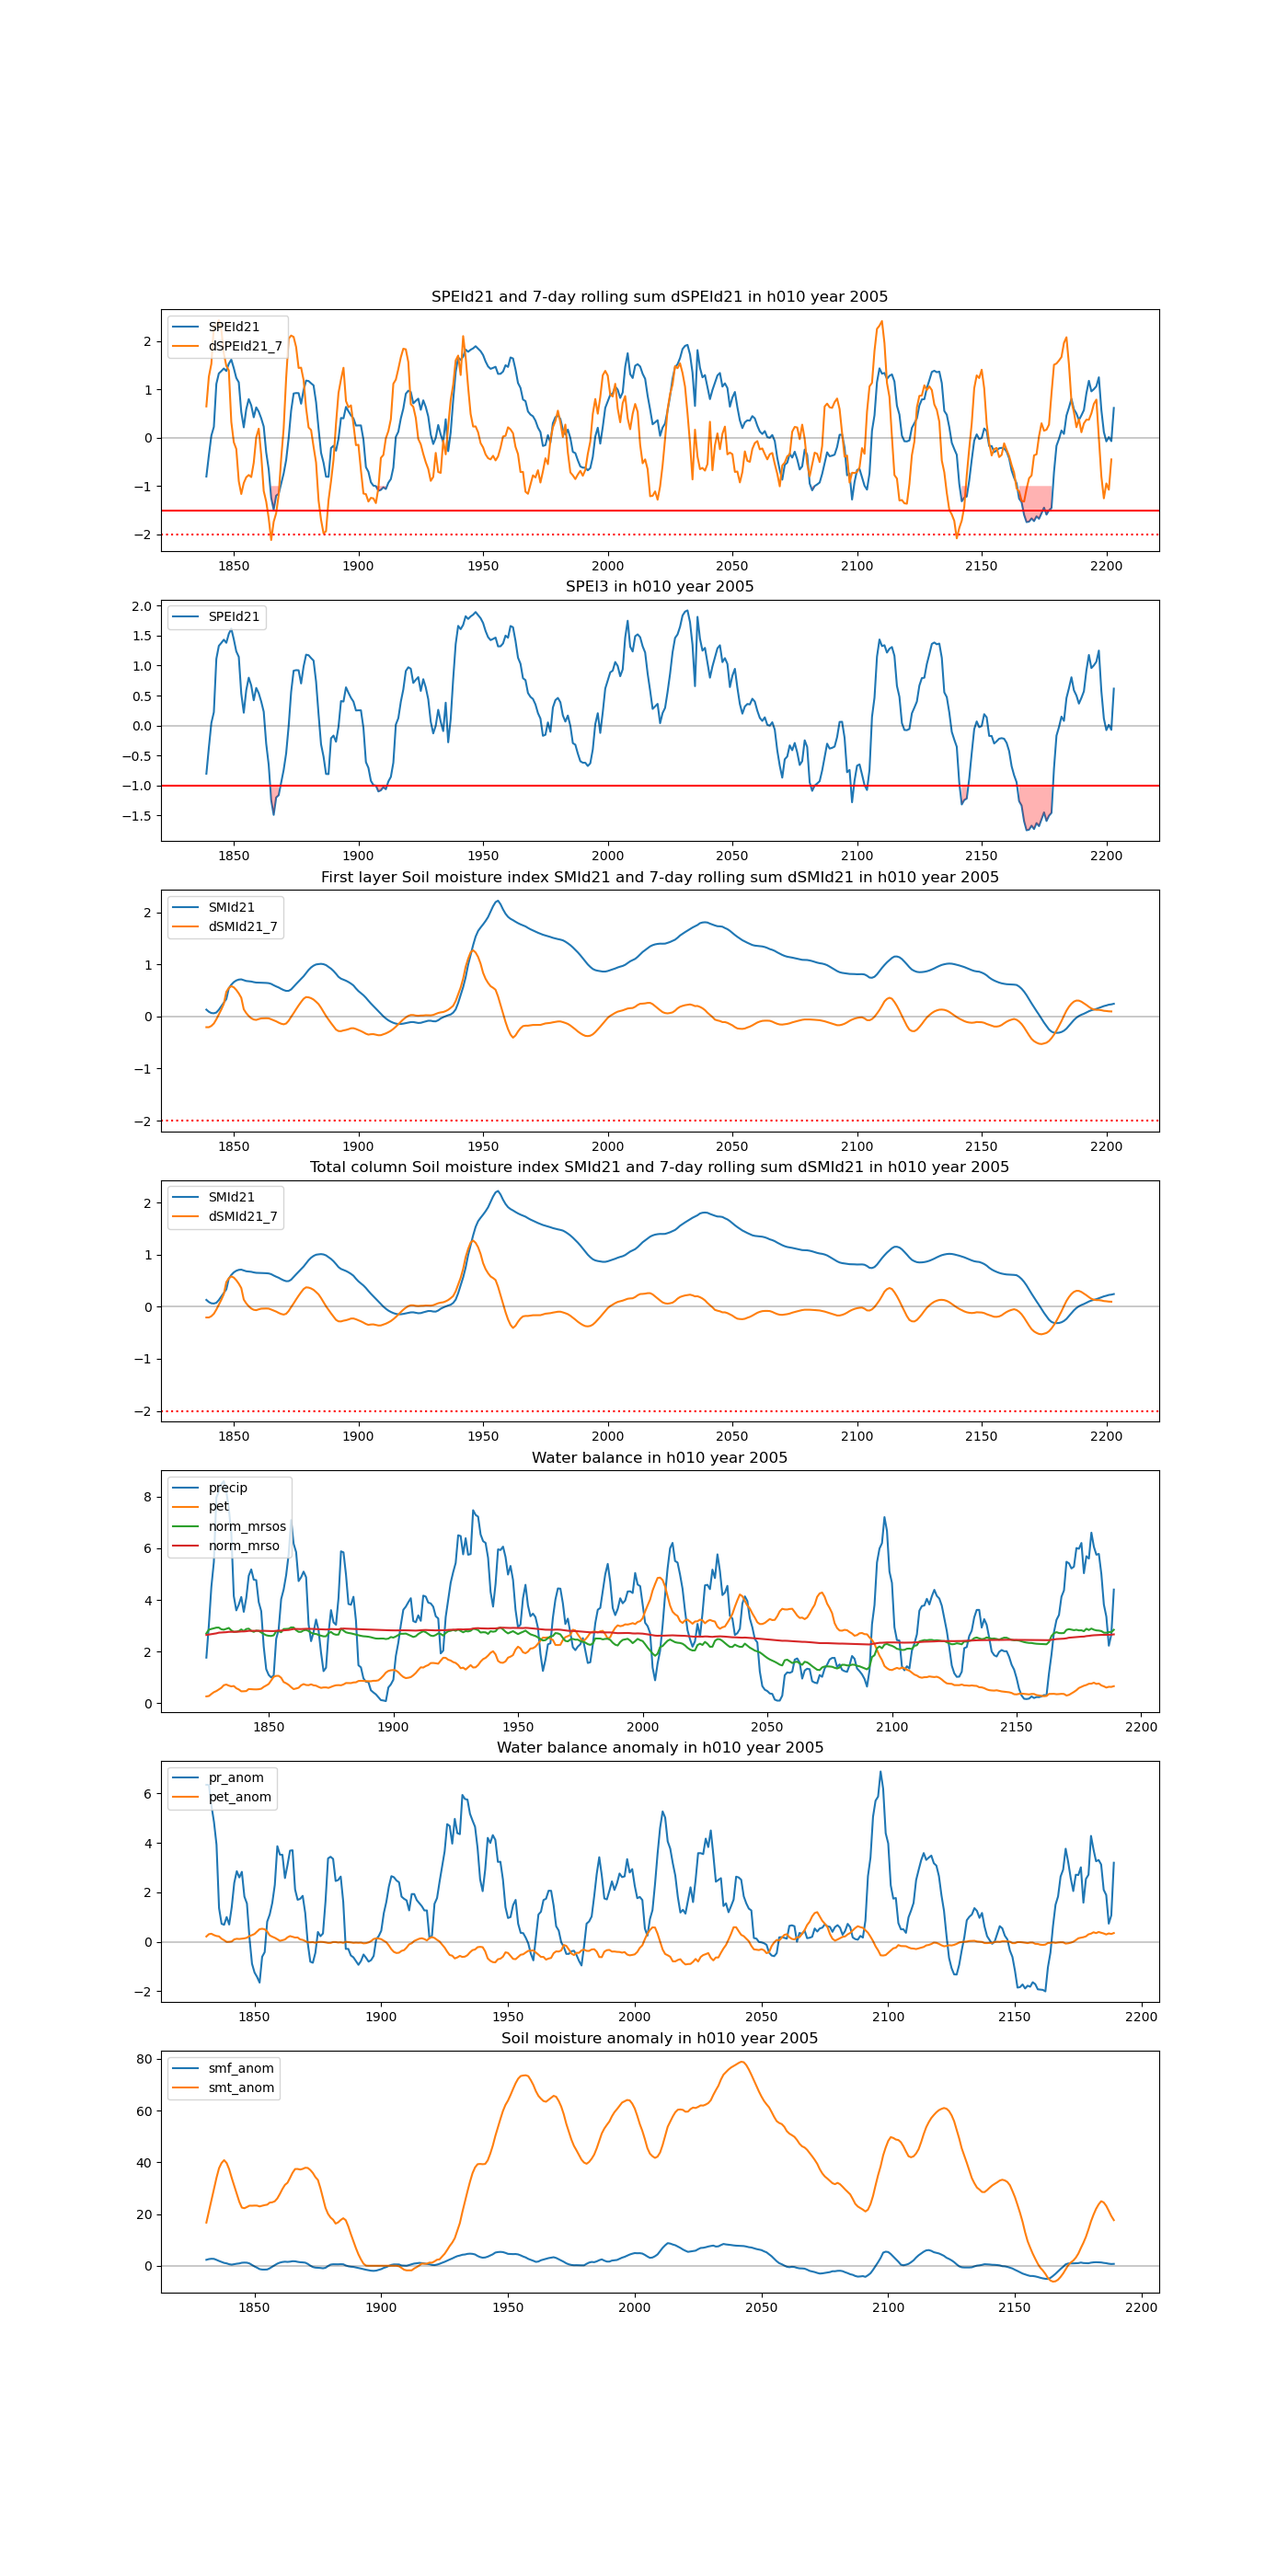 SPEId21 and 7-day rolling sum dSPEId21 in h010 year 2005
SPEId21
dSPEId21_7
2
1
0
−1
−2
1850 1900 1950 2000 2050 2100 2150 2200
SPEI3 in h010 year 2005
SPEId21
2.0
1.5
1.0
0.5
0.0
−0.5
−1.0
−1.5
1850 1900 1950 2000 2050 2100 2150 2200
First layer Soil moisture index SMId21 and 7-day rolling sum dSMId21 in h010 year 2005
SMId21
dSMId21_7
2
1
0
−1
−2
1850 1900 1950 2000 2050 2100 2150 2200
Total column Soil moisture index SMId21 and 7-day rolling sum dSMId21 in h010 year 2005
SMId21
dSMId21_7
2
1
0
−1
−2
1850 1900 1950 2000 2050 2100 2150 2200
Water balance in h010 year 2005
precip
pet
norm_mrsos
norm_mrso
8
6
4
2
0
1850 1900 1950 2000 2050 2100 2150 2200
Water balance anomaly in h010 year 2005
pr_anom
pet_anom
6
4
2
0
−2
1850 1900 1950 2000 2050 2100 2150 2200
Soil moisture anomaly in h010 year 2005
smf_anom
smt_anom
80
60
40
20
0
1850 1900 1950 2000 2050 2100 2150 2200